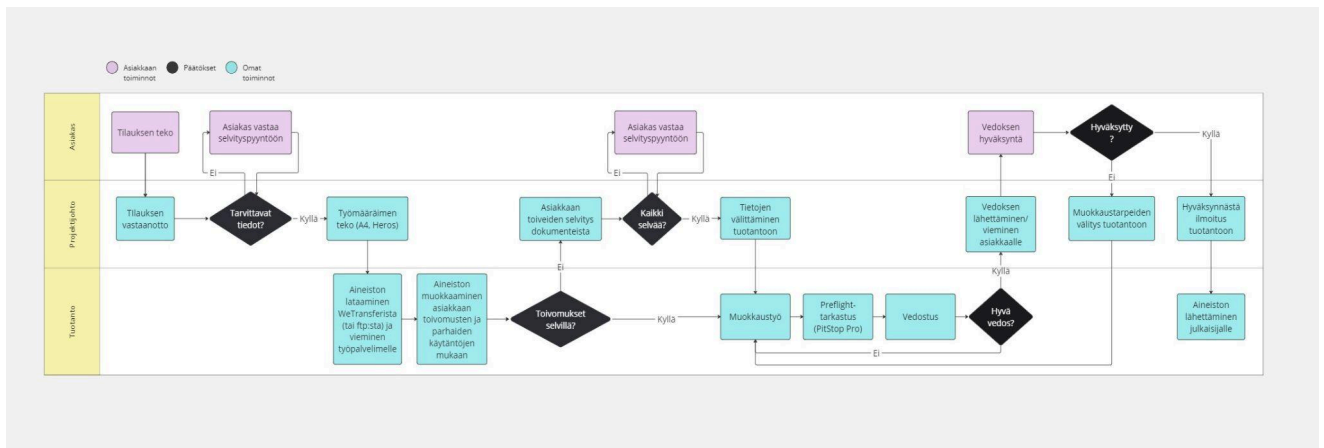 Asiakkaan
toiminnot
Päätökset
Omat
toiminnot
Asiakas
Tilauksen teko
Asiakas vastaa
selvityspyyntöön
Ei
Asiakas vastaa
selvityspyyntöön
Ei
Vedoksen
hyväksyntä
Hyväksytty
?
Kyllä
Ei
Projektijohto
Tilauksen
vastaanotto
Tarvittavat
tiedot?
Kyllä
Työmääräimen
teko (A4, Heros)
Asiakkaan
toiveiden selvitys
dokumenteista
Kaikki
selvää?
Kyllä
Tietojen
välittäminen
tuotantoon
Vedoksen
lähettäminen/
vieminen
asiakkaalle
Muokkaustarpeiden
välitys tuotantoon
Hyväksynnästä
ilmoitus
tuotantoon
Ei
Kyllä
Tuotanto
Aineiston
lataaminen
WeTransferista
(tai ftp:sta) ja
vieminen
työpalvelimelle
Aineiston
muokkaaminen
asiakkaan
toivomusten ja
parhaiden
käytäntöjen
mukaan
Toivomukset
selvillä?
Kyllä
Muokkaustyö
Preflight-
tarkastus
(PitStop Pro)
Vedostus
Hyvä
vedos?
Ei
Aineiston
lähettäminen
julkaisijalle